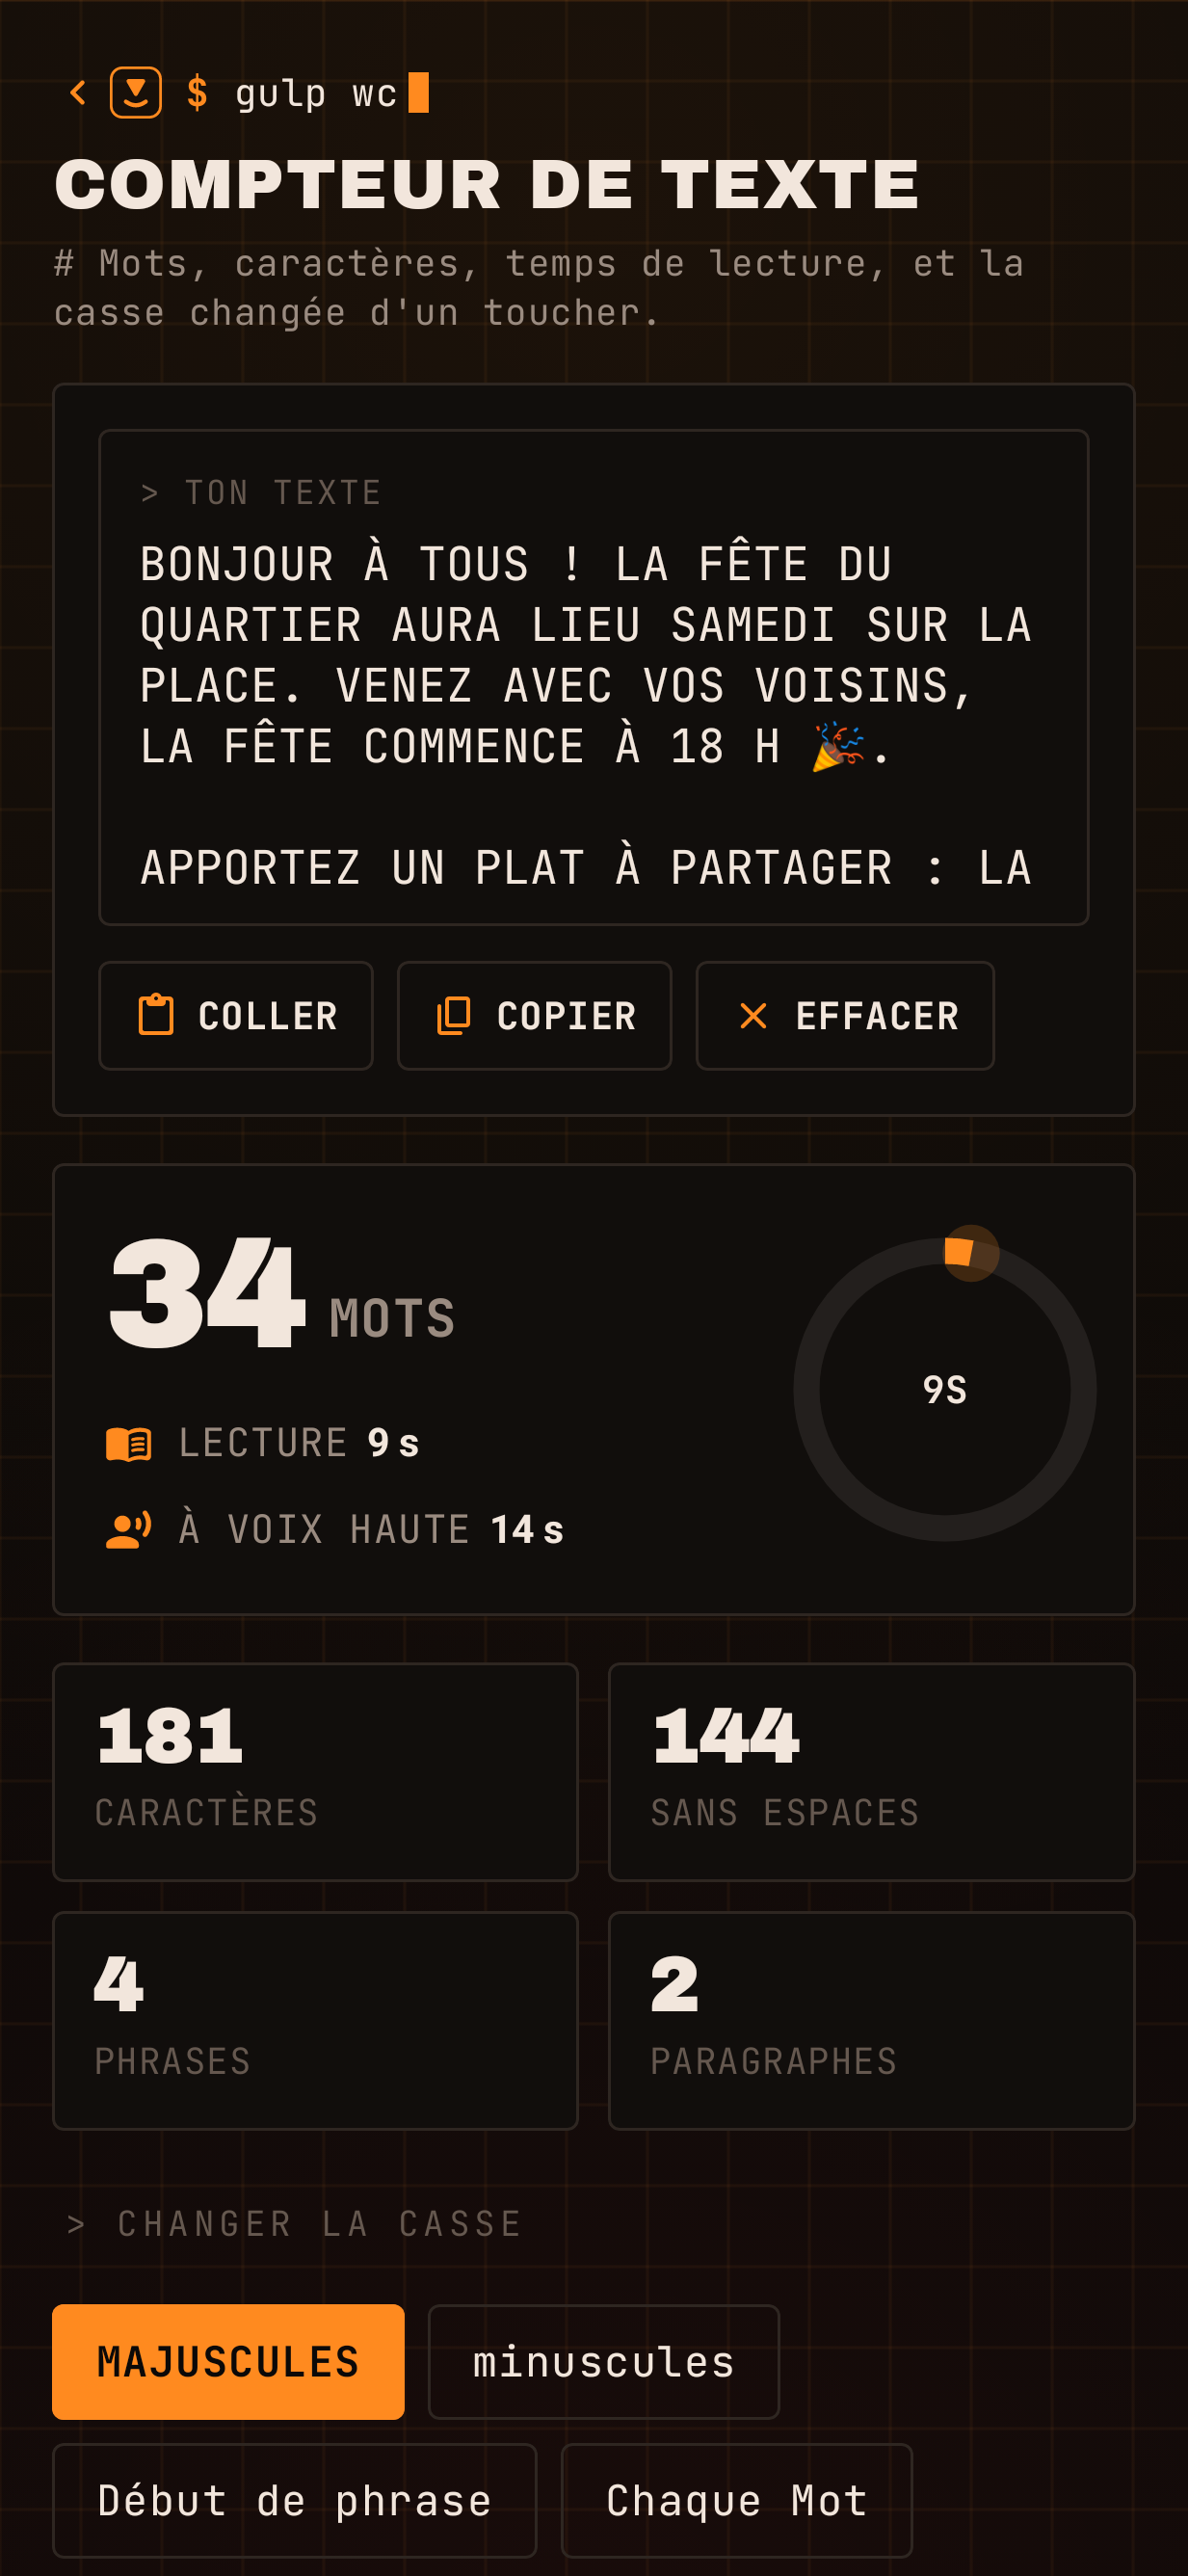 $ gulp wc
COMPTEUR DE TEXTE
# Mots, caractères, temps de lecture, et la
casse changée d'un toucher.
> TON TEXTE
BONJOUR À TOUS ! LA FÊTE DU
QUARTIER AURA LIEU SAMEDI SUR LA
PLACE. VENEZ AVEC VOS VOISINS,
LA FÊTE COMMENCE À 18 H 🎉.
APPORTEZ UN PLAT À PARTAGER : LA
COLLER COPIER EFFACER
34 MOTS
9S
LECTURE 9 s
À VOIX HAUTE 14 s
181 144
CARACTÈRES SANS ESPACES
4 2
PHRASES PARAGRAPHES
> CHANGER LA CASSE
MAJUSCULES minuscules
Début de phrase Chaque Mot